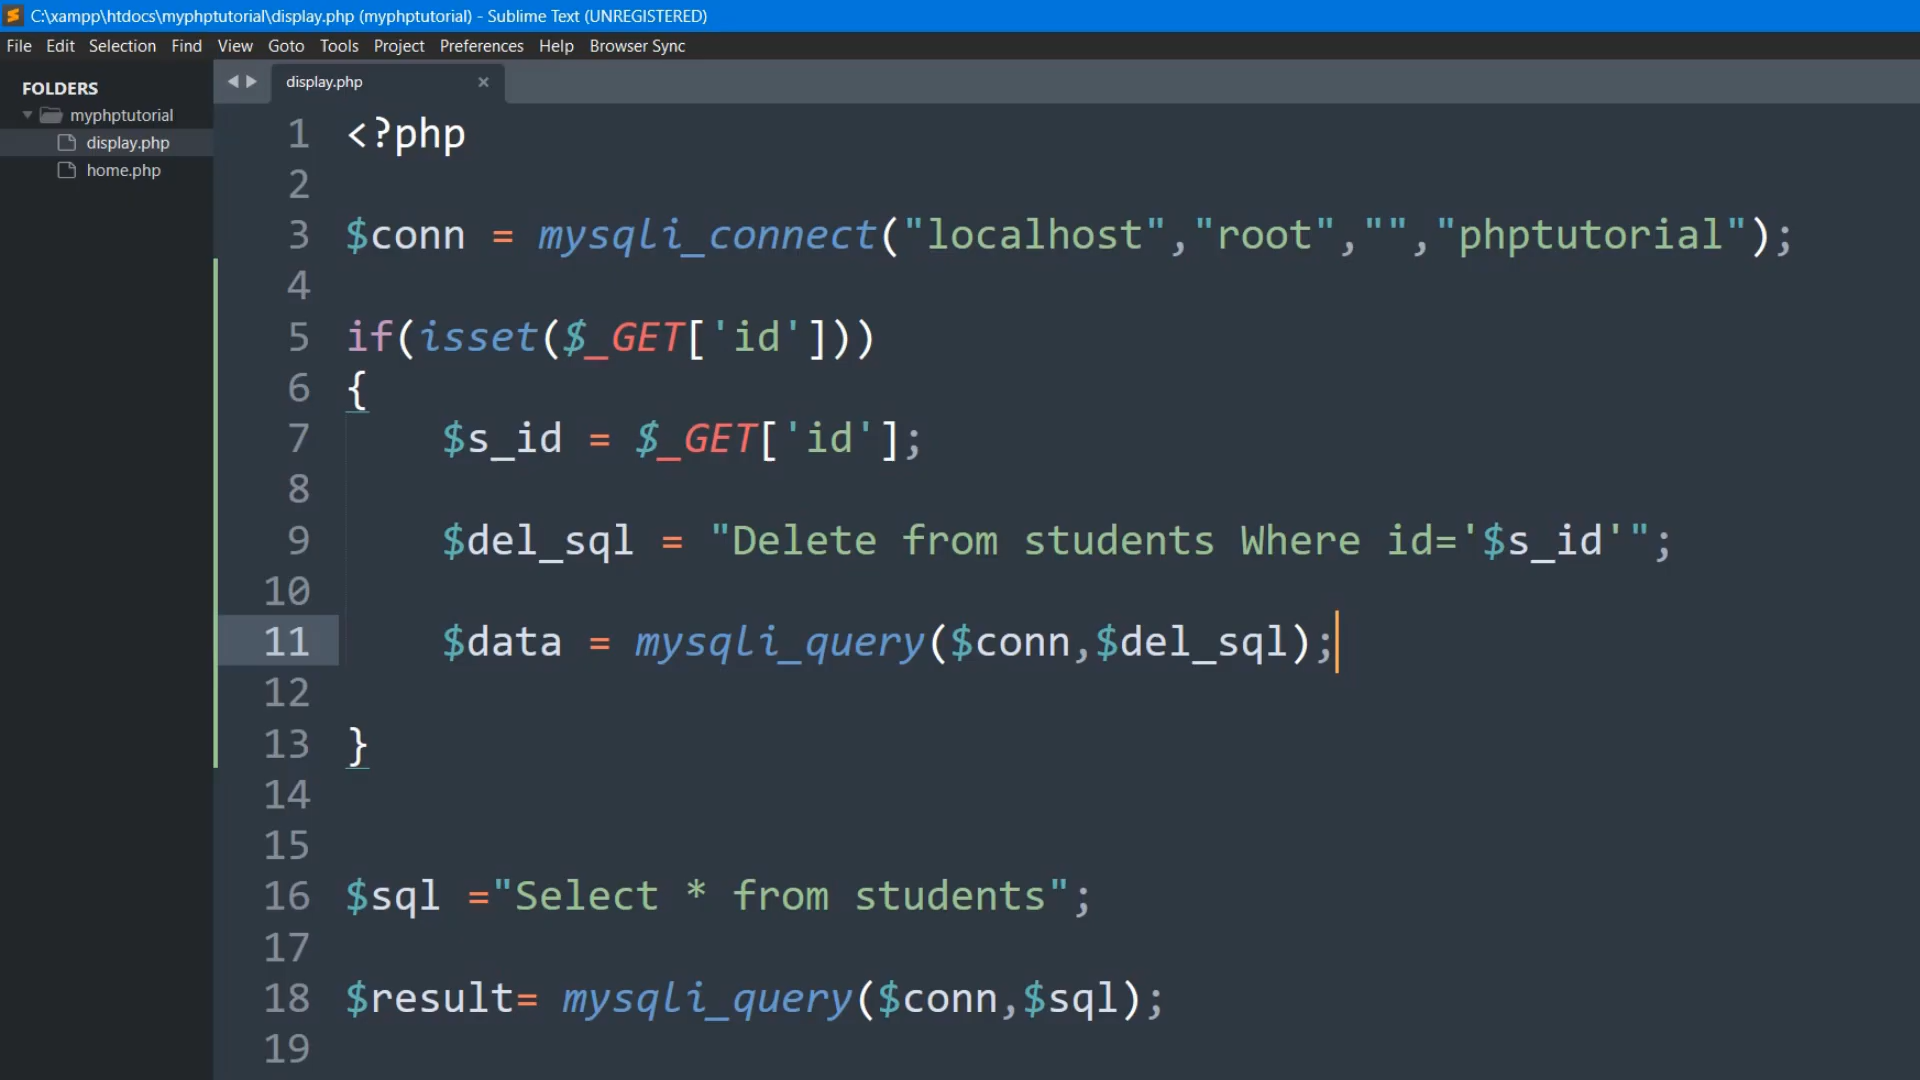 C:\xampp\htdocs\myphptutorial\display.php (myphptutorial) - Sublime Text (UNREGISTERED)
File Edit Selection Find View Goto Tools Project Preferences Help Browser Sync
FOLDERS
myphptutorial
display.php
home.php
display.php
1 <?php
2
3 $conn = mysqli_connect("localhost","root","","phptutorial");
4
5 if(isset($_GET['id']))
6 {
7 $s_id = $_GET['id'];
8
9 $del_sql = "Delete from students Where id='$s_id'";
10
11 $data = mysqli_query($conn,$del_sql);
12
13 }
14
15
16 $sql ="Select * from students";
17
18 $result= mysqli_query($conn,$sql);
19